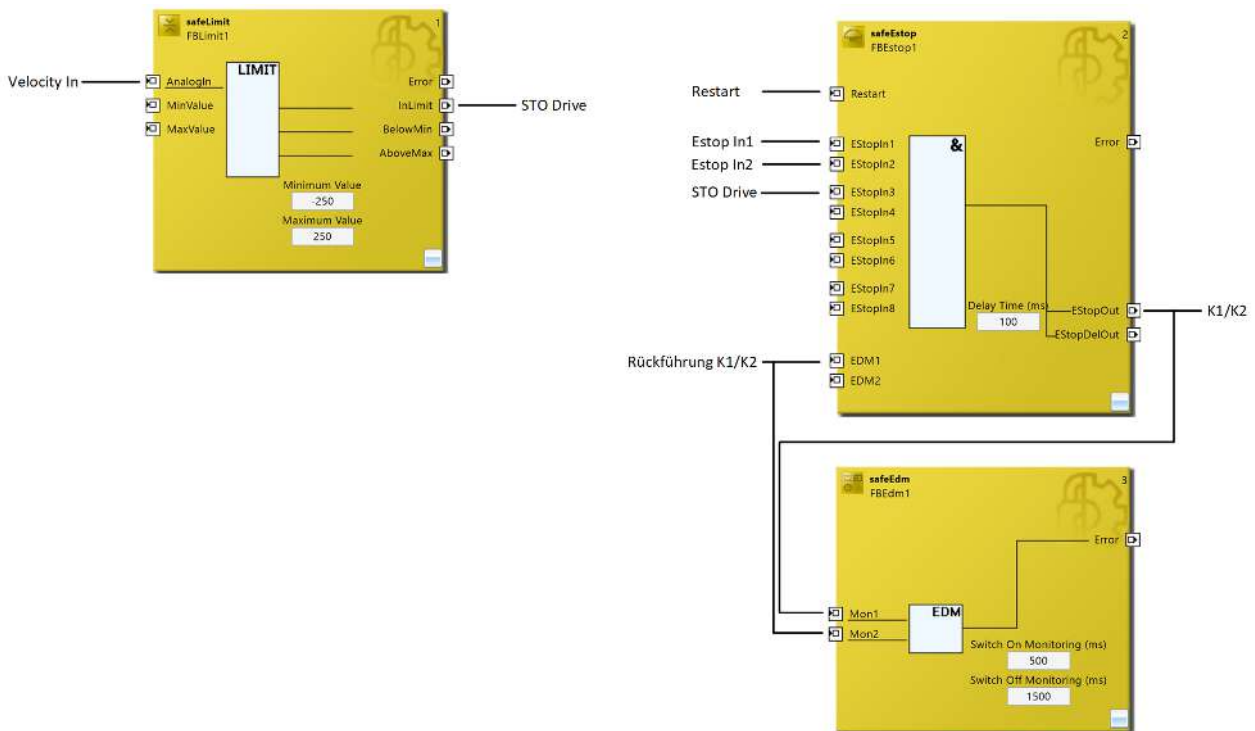 safeLimit 1
FBLimit1
LIMIT
Velocity In
AnalogIn
MinValue
MaxValue
Error
InLimit
STO Drive
BelowMin
AboveMax
Minimum Value
-250
Maximum Value
250
safeEstop 2
FBEstop1
Restart
Restart
Estop In1
EStopIn1
&
Error
Estop In2
EStopIn2
STO Drive
EStopIn3
EStopIn4
EStopIn5
EStopIn6
EStopIn7
EStopIn8
Delay Time (ms)
100
EStopOut
K1/K2
EStopDelOut
Rückführung K1/K2
EDM1
EDM2
safeEdm 3
FBEdm1
Error
Mon1
Mon2
EDM
Switch On Monitoring (ms)
500
Switch Off Monitoring (ms)
1500